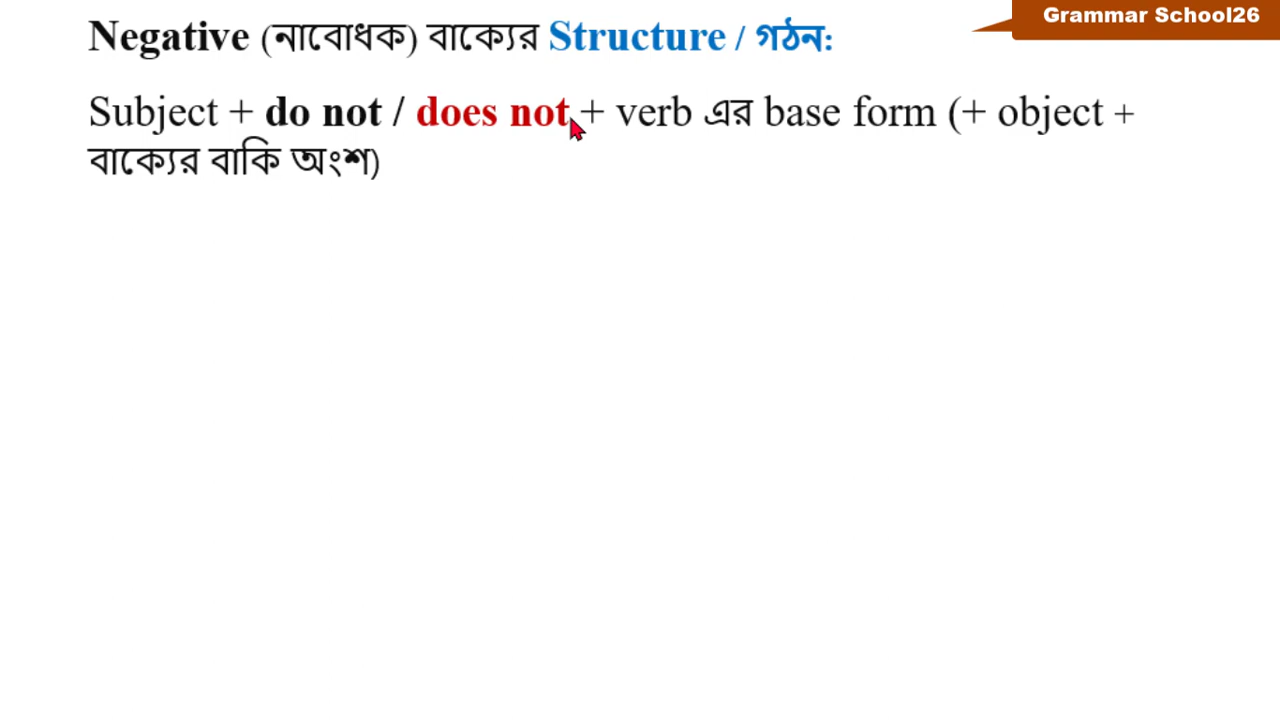 Grammar School26
Negative (নাবোধক) বাক্যের Structure / গঠন:
Subject + do not / does not + verb এর base form (+ object +
বাক্যের বাকি অংশ)